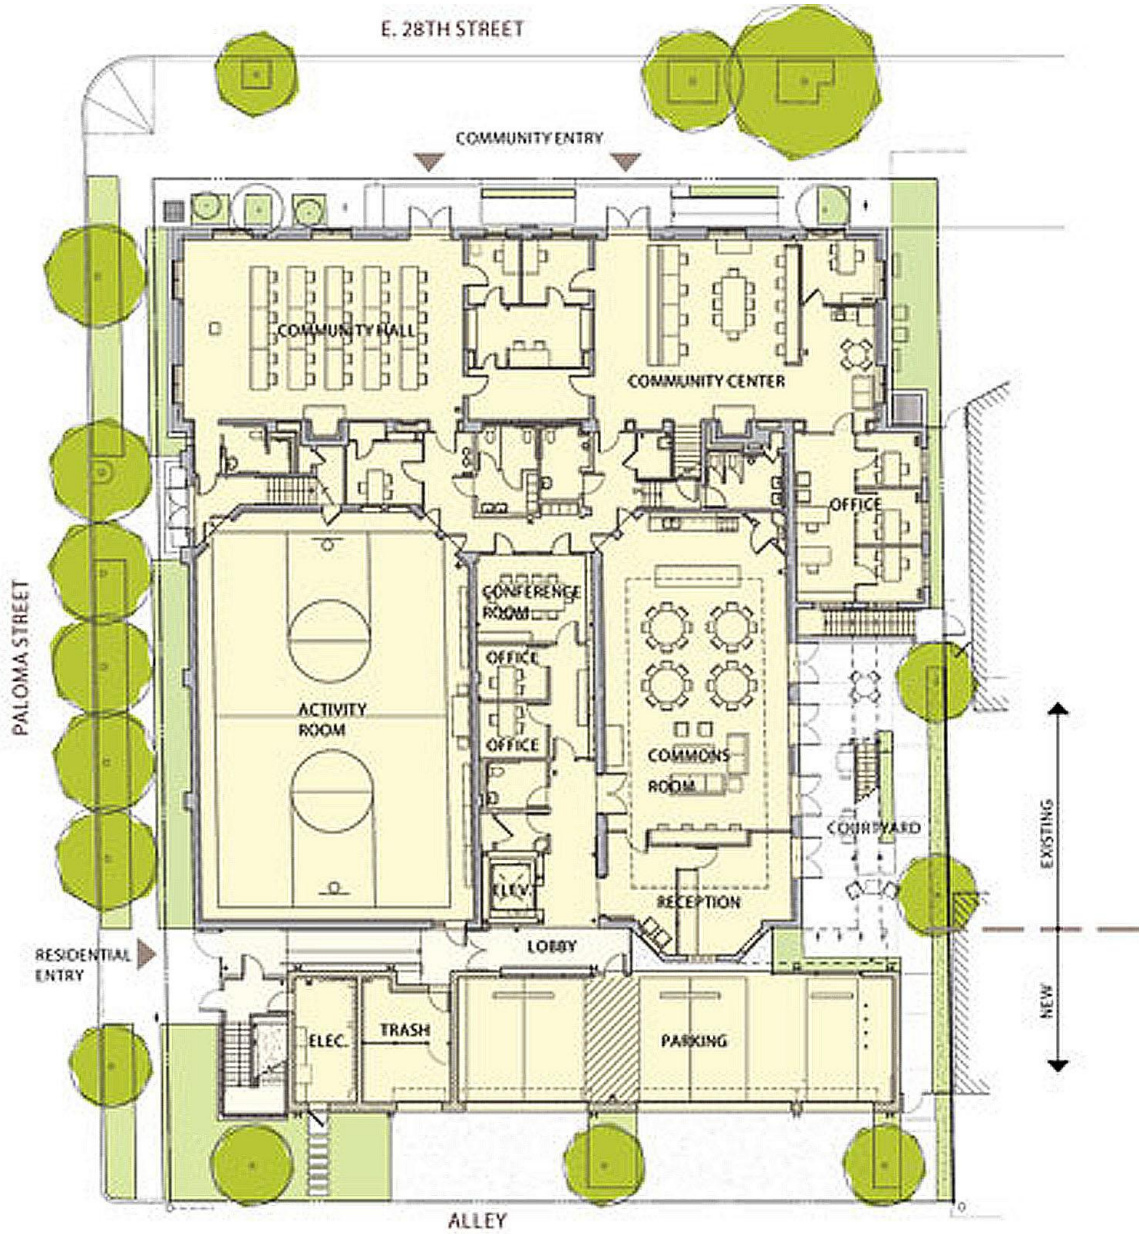 E. 28TH STREET
COMMUNITY ENTRY
COMMUNITY HALL
COMMUNITY CENTER
OFFICE
CONFERENCE
ROOM
OFFICE
PALOMA STREET
ACTIVITY
ROOM
OFFICE
COMMONS
ROOM
COURTYARD
EXISTING
ELEV.
RECEPTION
RESIDENTIAL
ENTRY
LOBBY
NEW
ELEC.
TRASH
PARKING
ALLEY